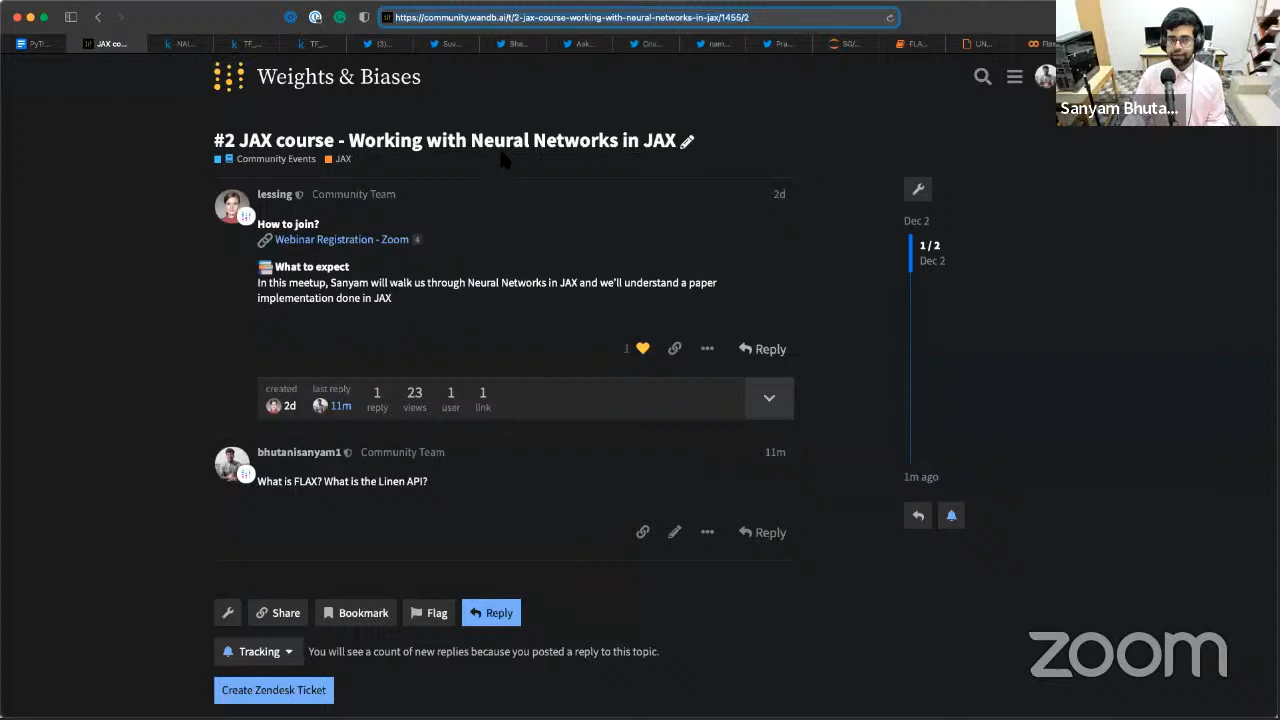 https://community.wandb.ai/t/2-jax-course-working-with-neural-networks-in-jax/1455/2
PyT
JAX co...
NAI...
TF_...
TF_...
(3)...
Suv...
Bha...
Aak...
Cris...
nam...
Pra...
SG/...
FLA...
UN...
Flax
Weights & Biases
Sanyam Bhuta...
#2 JAX course - Working with Neural Networks in JAX
Community Events JAX
lessing Community Team 2d
How to join?
Webinar Registration - Zoom 4
What to expect
In this meetup, Sanyam will walk us through Neural Networks in JAX and we'll understand a paper
implementation done in JAX
1 Reply
created last reply 1 23 1 1
2d 11m reply views user link
bhutanisanyam1 Community Team 11m
What is FLAX? What is the Linen API?
Reply
Dec 2
1 / 2
Dec 2
1m ago
Share Bookmark Flag Reply
Tracking You will see a count of new replies because you posted a reply to this topic.
Create Zendesk Ticket
zoom